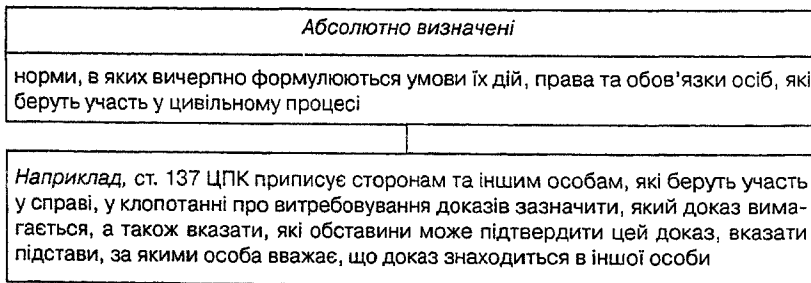 Абсолютно визначені
норми, в яких вичерпно формулюються умови їх дій, права та обов'язки осіб, які
беруть участь у цивільному процесі
Наприклад, ст. 137 ЦПК приписує сторонам та іншим особам, які беруть участь
у справі, у клопотанні про витребовування доказів зазначити, який доказ вима-
гається, а також вказати, які обставини може підтвердити цей доказ, вказати
підстави, за якими особа вважає, що доказ знаходиться в іншої особи